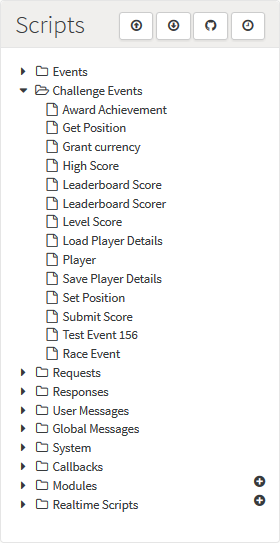 Scripts
Events
Challenge Events
Award Achievement
Get Position
Grant currency
High Score
Leaderboard Score
Leaderboard Scorer
Level Score
Load Player Details
Player
Save Player Details
Set Position
Submit Score
Test Event 156
Race Event
Requests
Responses
User Messages
Global Messages
System
Callbacks
Modules
Realtime Scripts